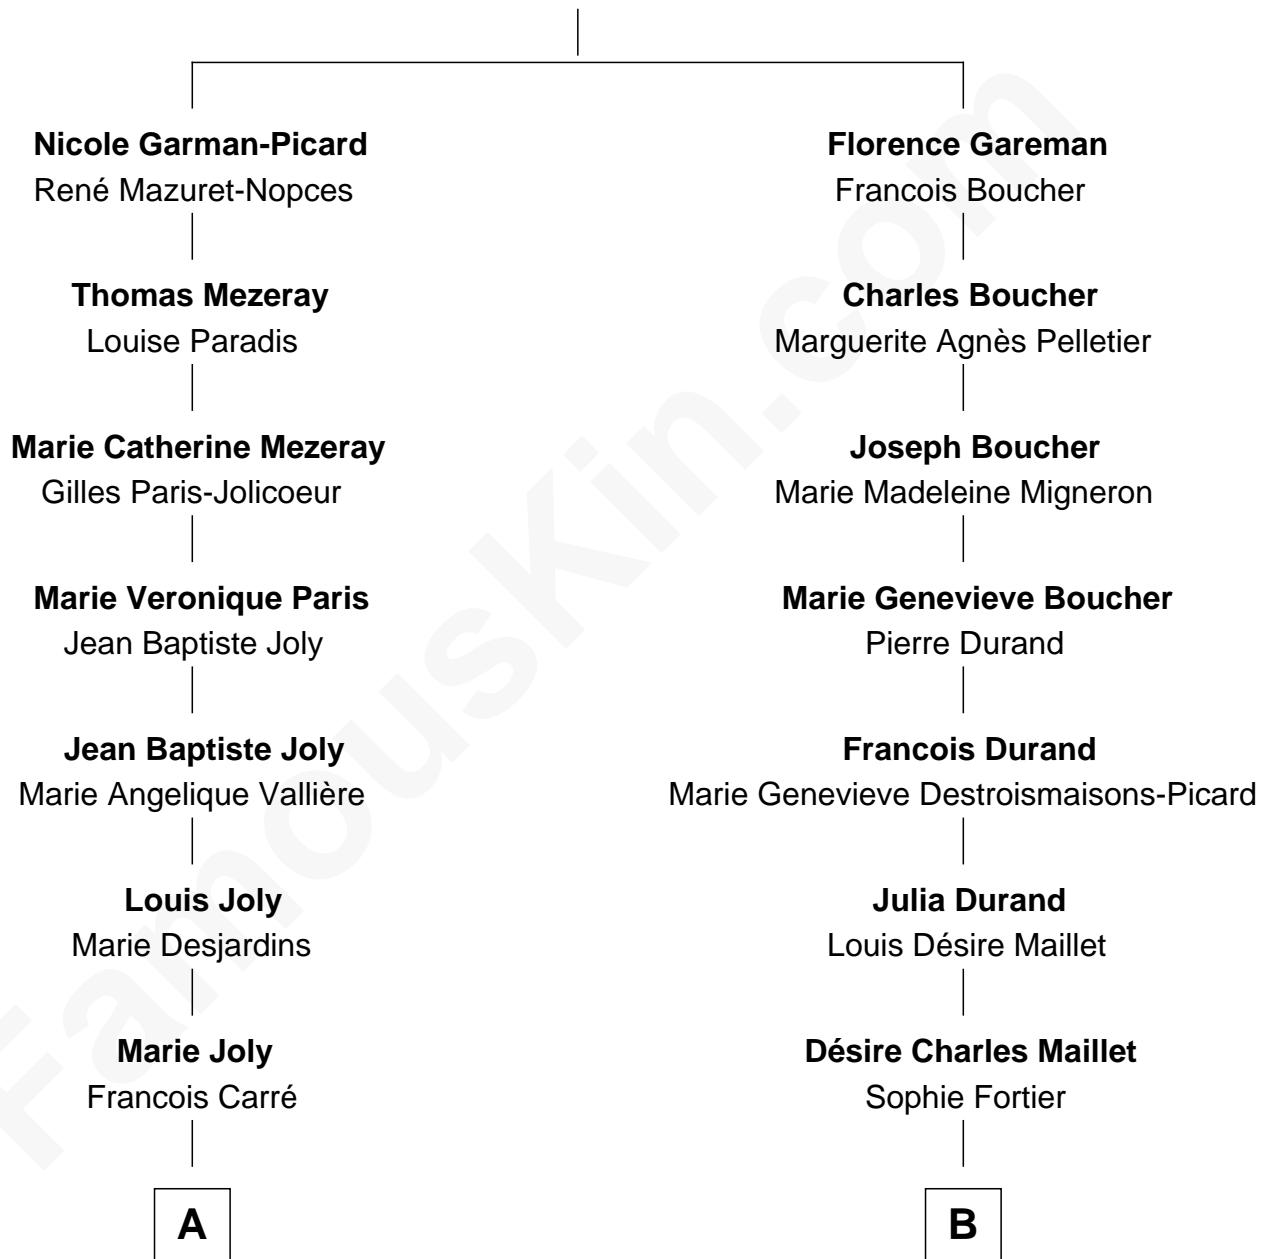 Nicole Garman-Picard
René Mazuret-Nopces
Thomas Mezeray
Louise Paradis
Marie Catherine Mezeray
Gilles Paris-Jolicoeur
Marie Veronique Paris
Jean Baptiste Joly
Jean Baptiste Joly
Marie Angelique Vallière
Louis Joly
Marie Desjardins
Marie Joly
Francois Carré
A
Florence Gareman
Francois Boucher
Charles Boucher
Marguerite Agnès Pelletier
Joseph Boucher
Marie Madeleine Migneron
Marie Genevieve Boucher
Pierre Durand
Francois Durand
Marie Genevieve Destroismaisons-Picard
Julia Durand
Louis Désire Maillet
Désire Charles Maillet
Sophie Fortier
B
FamousKin.com